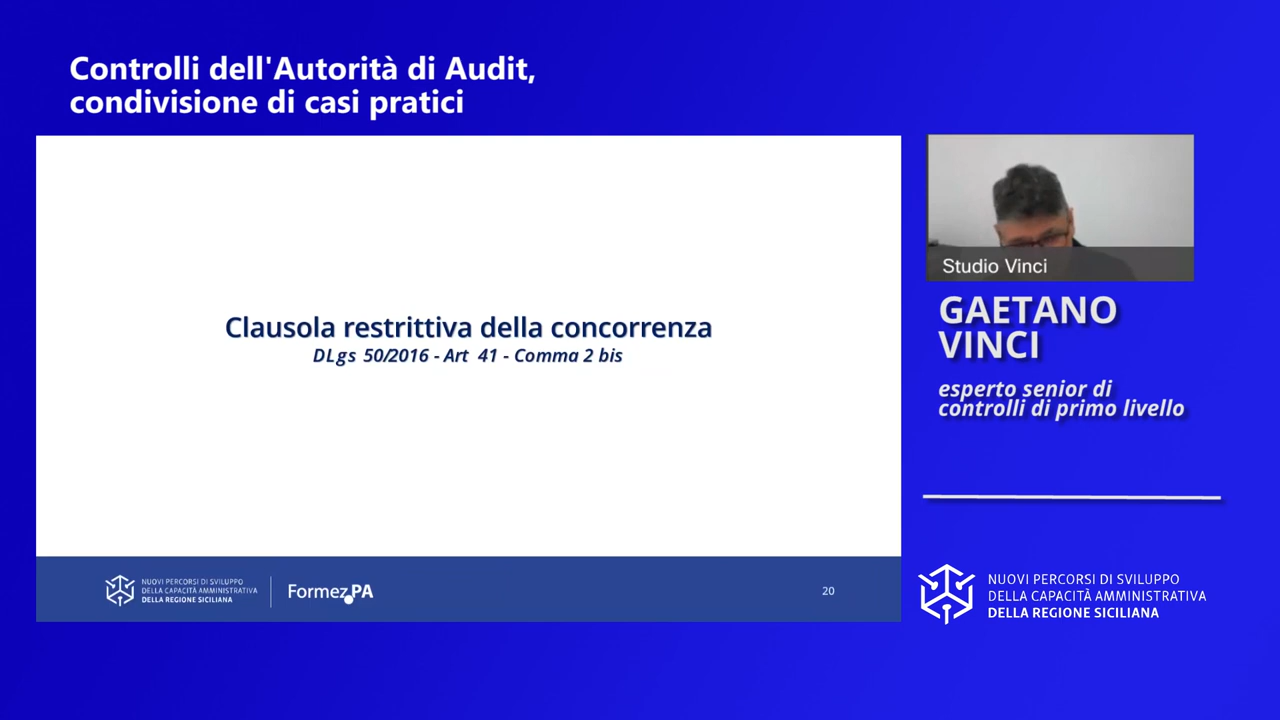 Controlli dell'Autorità di Audit,
condivisione di casi pratici
Clausola restrittiva della concorrenza
DLgs 50/2016 - Art 41 - Comma 2 bis
NUOVI PERCORSI DI SVILUPPO
DELLA CAPACITÀ AMMINISTRATIVA
DELLA REGIONE SICILIANA
FormezPA
20
Studio Vinci
GAETANO
VINCI
esperto senior di
controlli di primo livello
NUOVI PERCORSI DI SVILUPPO
DELLA CAPACITÀ AMMINISTRATIVA
DELLA REGIONE SICILIANA